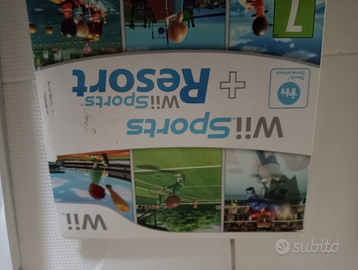 Wii
Wii Sports
+
Wii Sports
Resort
7
subito